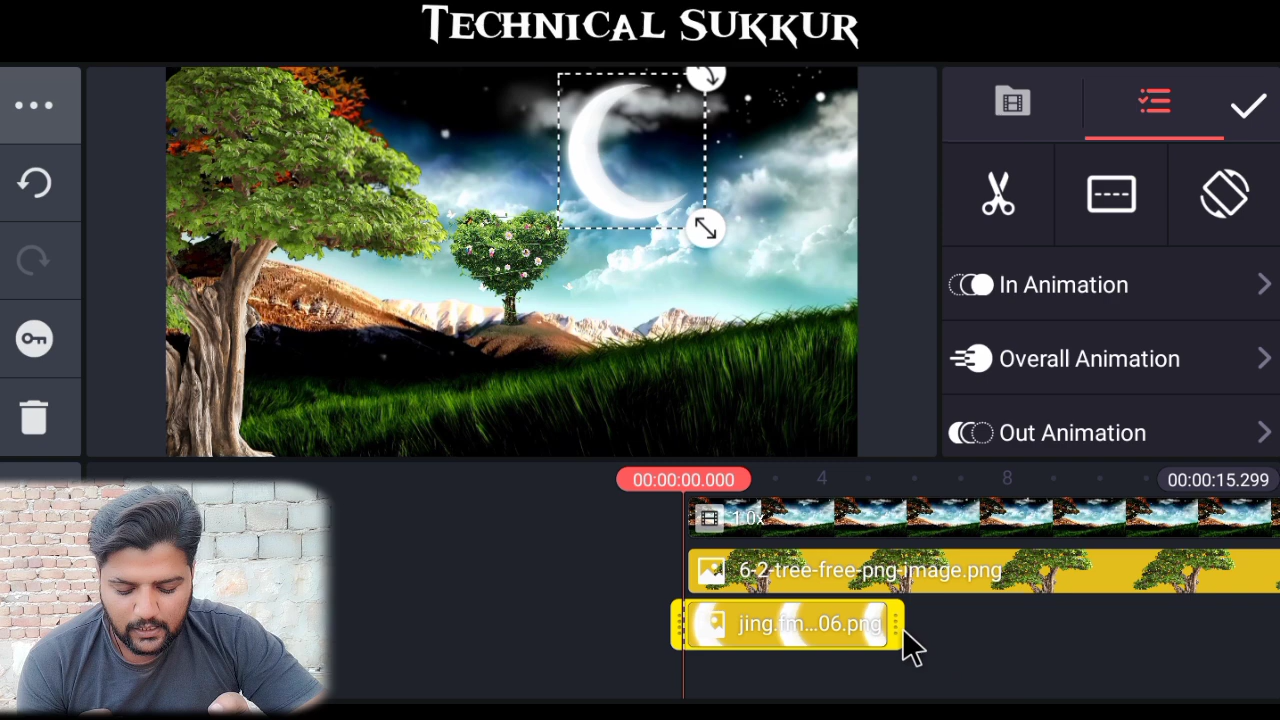 TECHNICAL SUKKUR
In Animation
Overall Animation
Out Animation
00:00:00.000
4
8
00:00:15.299
1.0x
6-2-tree-free-png-image.png
jing.fm...06.png